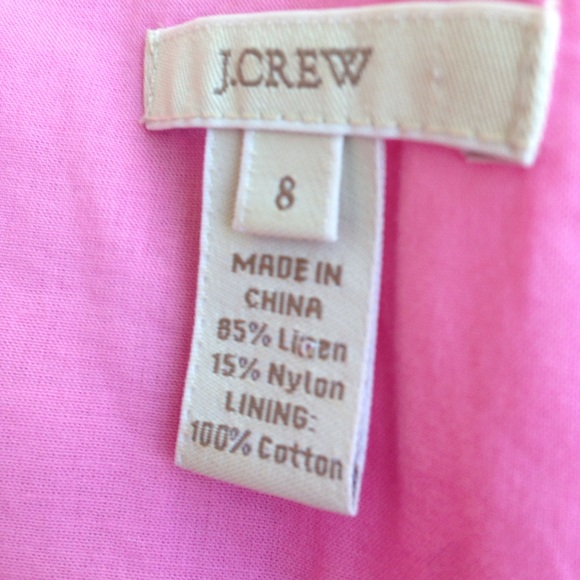 J.CREW
8
MADE IN
CHINA
85% Linen
15% Nylon
LINING:
100% Cotton